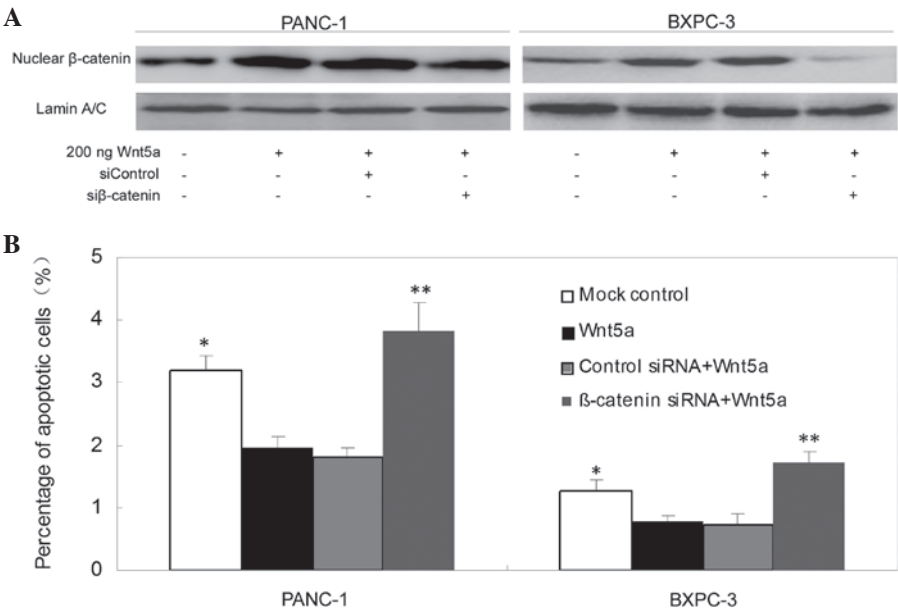 A
PANC-1 BXPC-3
Nuclear β-catenin
Lamin A/C
200 ng Wnt5a - + + + - + + +
siControl - - + - - - + -
siβ-catenin - - - + - - - +
B
Percentage of apoptotic cells (%)
5
4
3
2
1
0
* ** * **
Mock control
Wnt5a
Control siRNA+Wnt5a
ß-catenin siRNA+Wnt5a
PANC-1 BXPC-3